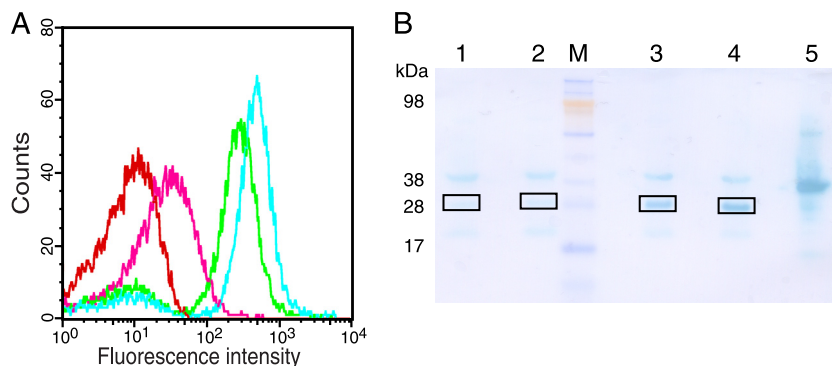 A
Counts
80
60
40
20
0
10⁰ 10¹ 10² 10³ 10⁴
Fluorescence intensity
B
1 2 M 3 4 5
kDa
98
38
28
17